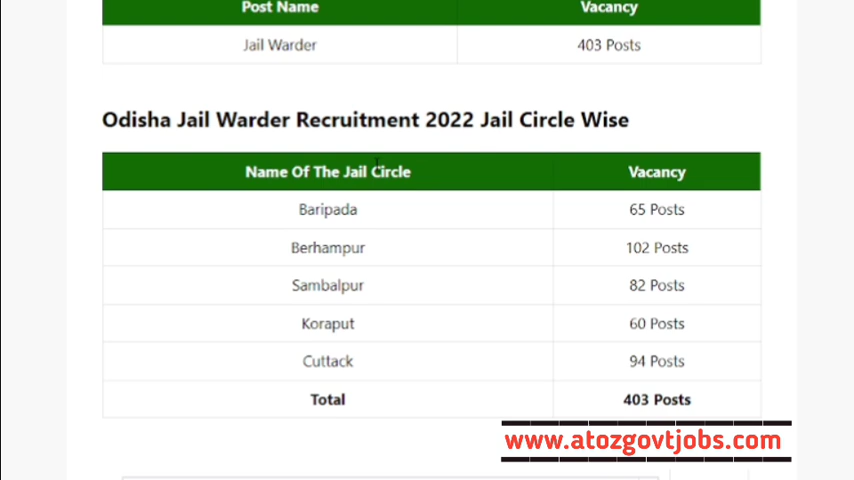 Post Name Vacancy
Jail Warder 403 Posts
Odisha Jail Warder Recruitment 2022 Jail Circle Wise
Name Of The Jail Circle Vacancy
Baripada 65 Posts
Berhampur 102 Posts
Sambalpur 82 Posts
Koraput 60 Posts
Cuttack 94 Posts
Total 403 Posts
www.atozgovtjobs.com